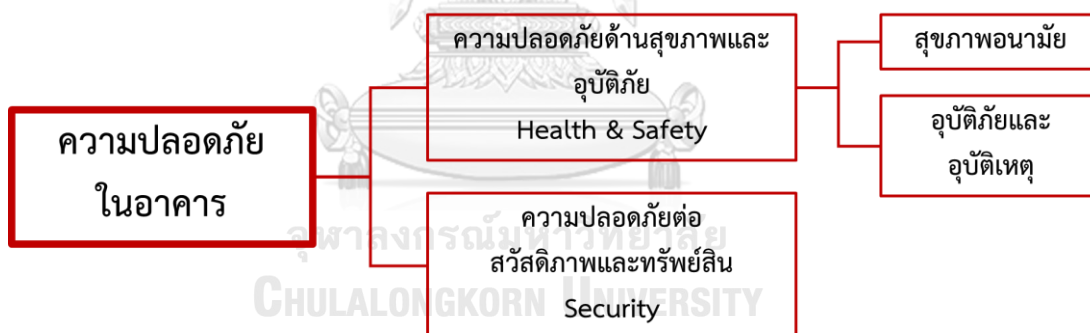 ความปลอดภัย
ในอาคาร
ความปลอดภัยด้านสุขภาพและ
อุบัติภัย
Health & Safety
สุขภาพอนามัย
อุบัติภัยและ
อุบัติเหตุ
ความปลอดภัยต่อ
สวัสดิภาพและทรัพย์สิน
Security
จุฬาลงกรณ์มหาวิทยาลัย
CHULALONGKORN UNIVERSITY